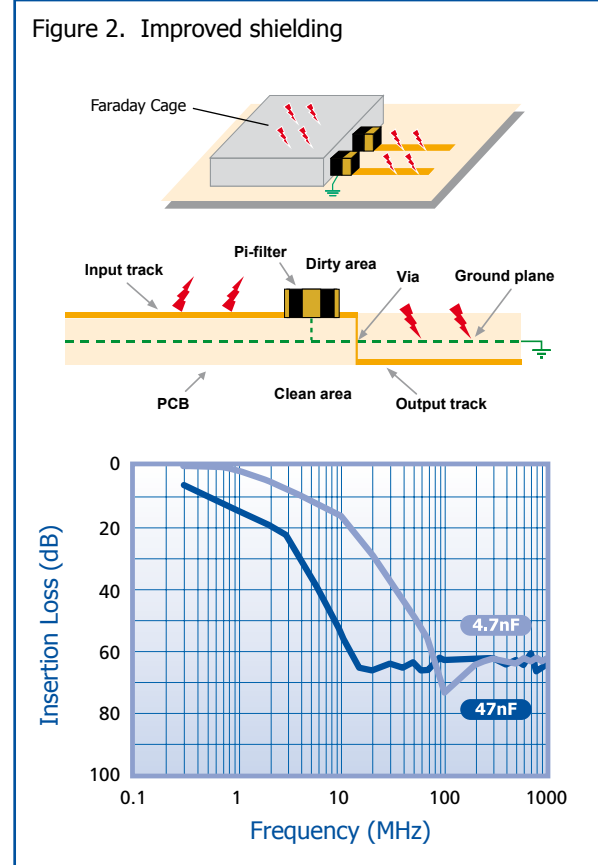 Figure 2. Improved shielding
Faraday Cage
Pi-filter
Dirty area
Input track
Via
Ground plane
PCB
Clean area
Output track
0
20
40
60
80
100
Insertion Loss (dB)
4.7nF
47nF
0.1
1
10
100
1000
Frequency (MHz)